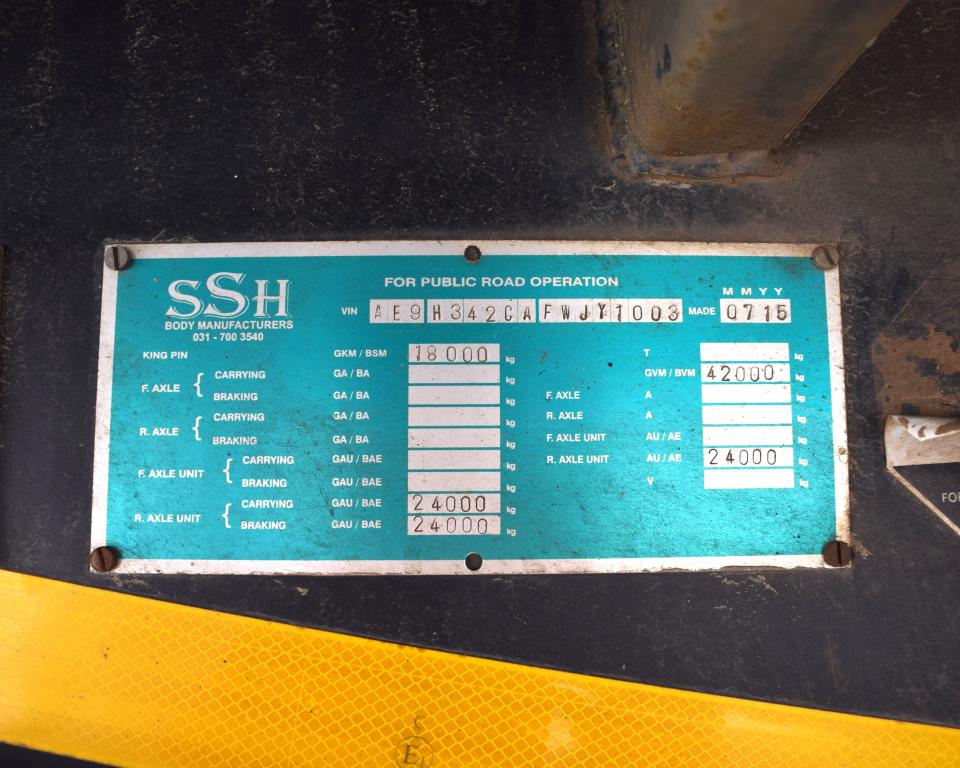 SSH
BODY MANUFACTURERS
031 - 700 3540
FOR PUBLIC ROAD OPERATION
M M Y Y
VIN AE9H342CAFWJY1003 MADE 0715
KING PIN GKM / BSM 18000 kg T kg
F. AXLE { CARRYING GA / BA kg GVM / BVM 42000 kg
BRAKING GA / BA kg F. AXLE A kg
R. AXLE { CARRYING GA / BA kg R. AXLE A kg
BRAKING GA / BA kg F. AXLE UNIT AU / AE kg
F. AXLE UNIT { CARRYING GAU / BAE kg R. AXLE UNIT AU / AE 24000 kg
BRAKING GAU / BAE kg V kg
R. AXLE UNIT { CARRYING GAU / BAE 24000 kg
BRAKING GAU / BAE 24000 kg
FO
C
E1